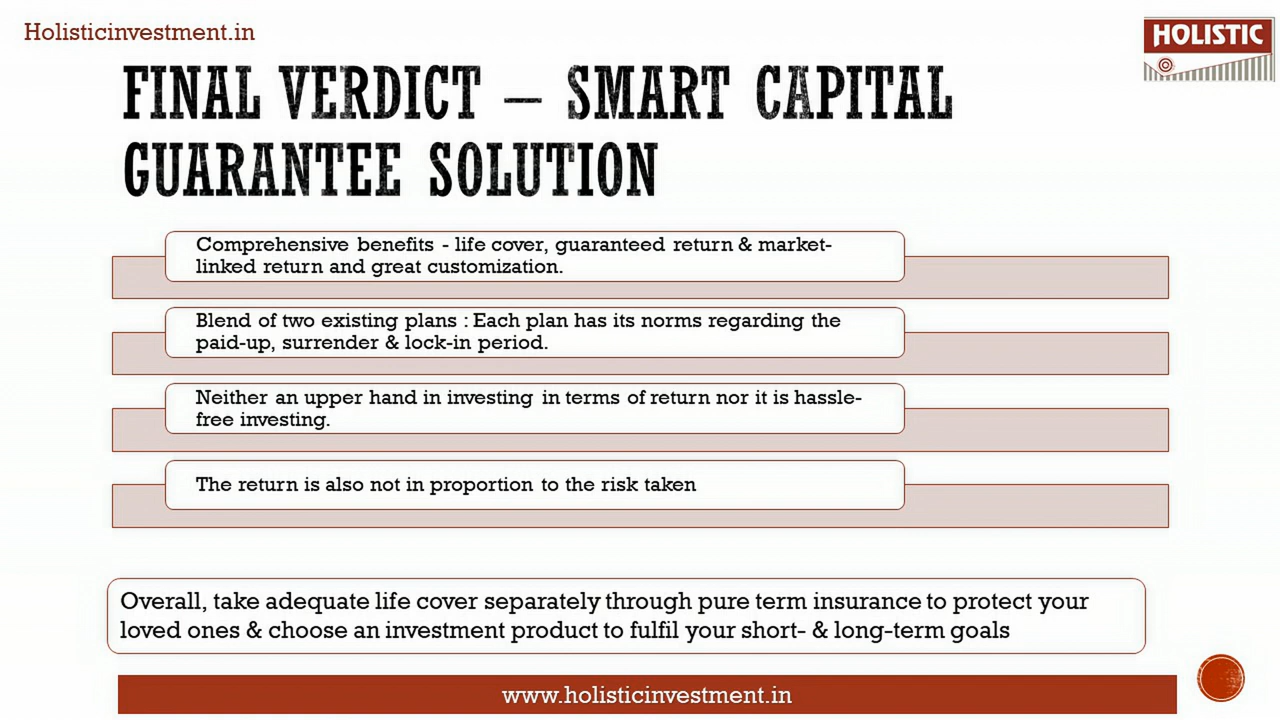 Holisticinvestment.in
HOLISTIC
FINAL VERDICT – SMART CAPITAL
GUARANTEE SOLUTION
Comprehensive benefits - life cover, guaranteed return & market-
linked return and great customization.
Blend of two existing plans : Each plan has its norms regarding the
paid-up, surrender & lock-in period.
Neither an upper hand in investing in terms of return nor it is hassle-
free investing.
The return is also not in proportion to the risk taken
Overall, take adequate life cover separately through pure term insurance to protect your
loved ones & choose an investment product to fulfil your short- & long-term goals
www.holisticinvestment.in